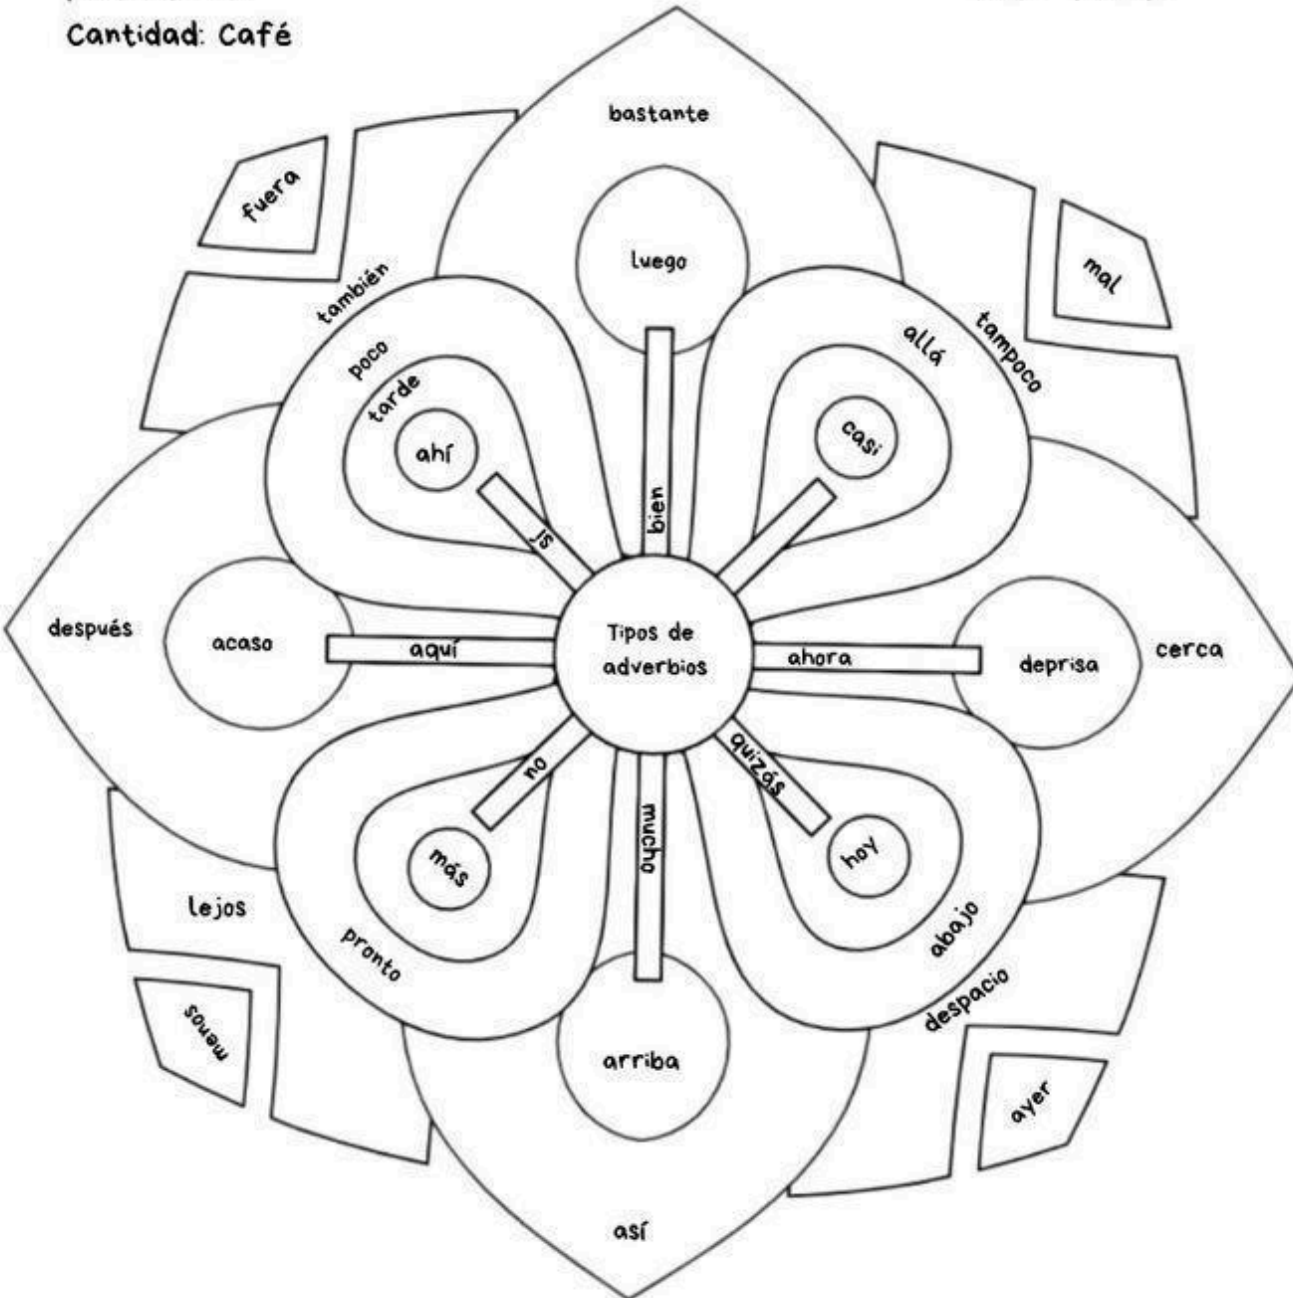 Cantidad: Café
bastante
fuera
luego
mal
también
tampoco
allá
poco
tarde
casi
ahí
bien
sí
Tipos de
adverbios
después
acaso
aquí
ahora
deprisa
cerca
no
quizás
mucho
más
hoy
lejos
pronto
abajo
despacio
menos
arriba
ayer
así